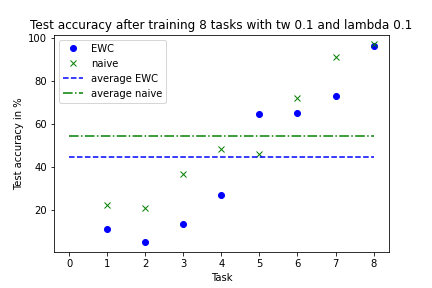 Test accuracy after training 8 tasks with tw 0.1 and lambda 0.1
100
80
60
40
20
Test accuracy in %
EWC
naive
average EWC
average naive
0 1 2 3 4 5 6 7 8
Task